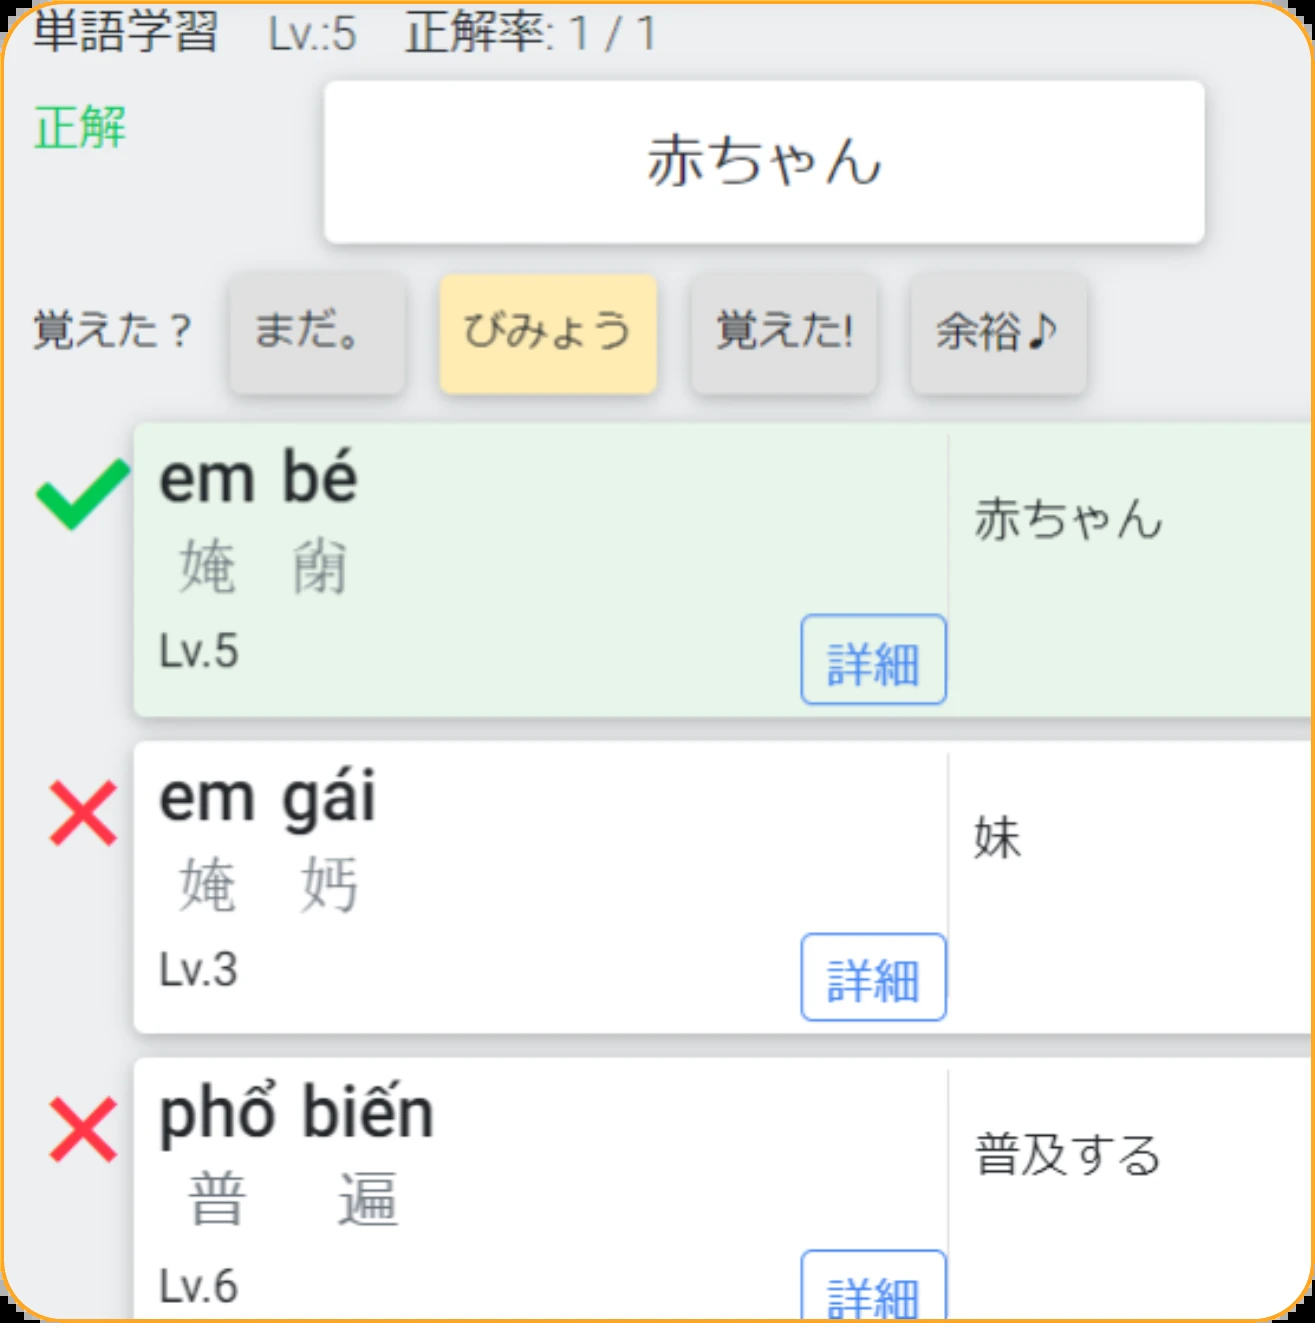 単語学習 Lv.:5 正解率: 1 / 1
正解
赤ちゃん
覚えた？ まだ。 びみょう 覚えた! 余裕♪
em bé
赤ちゃん
Lv.5
詳細
em gái
妹
Lv.3
詳細
phổ biến
普及する
普 遍
Lv.6
詳細